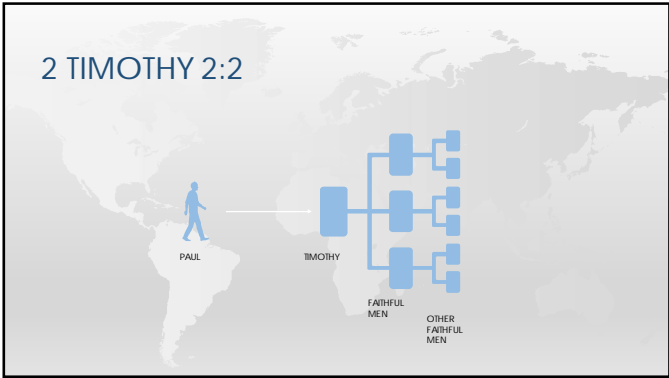 2 TIMOTHY 2:2
PAUL
TIMOTHY
FAITHFUL
MEN
OTHER
FAITHFUL
MEN